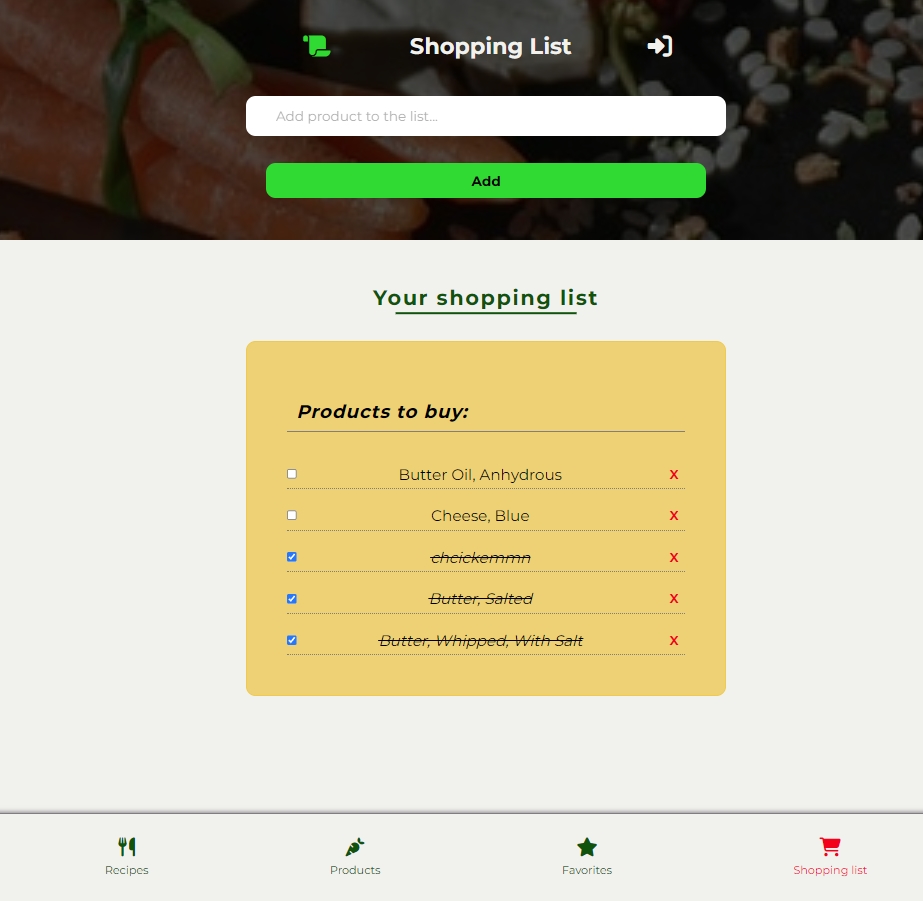 Shopping List
Add product to the list...
Add
Your shopping list
Products to buy:
Butter Oil, Anhydrous X
Cheese, Blue X
chcickemmn X
Butter, Salted X
Butter, Whipped, With Salt X
Recipes Products Favorites Shopping list